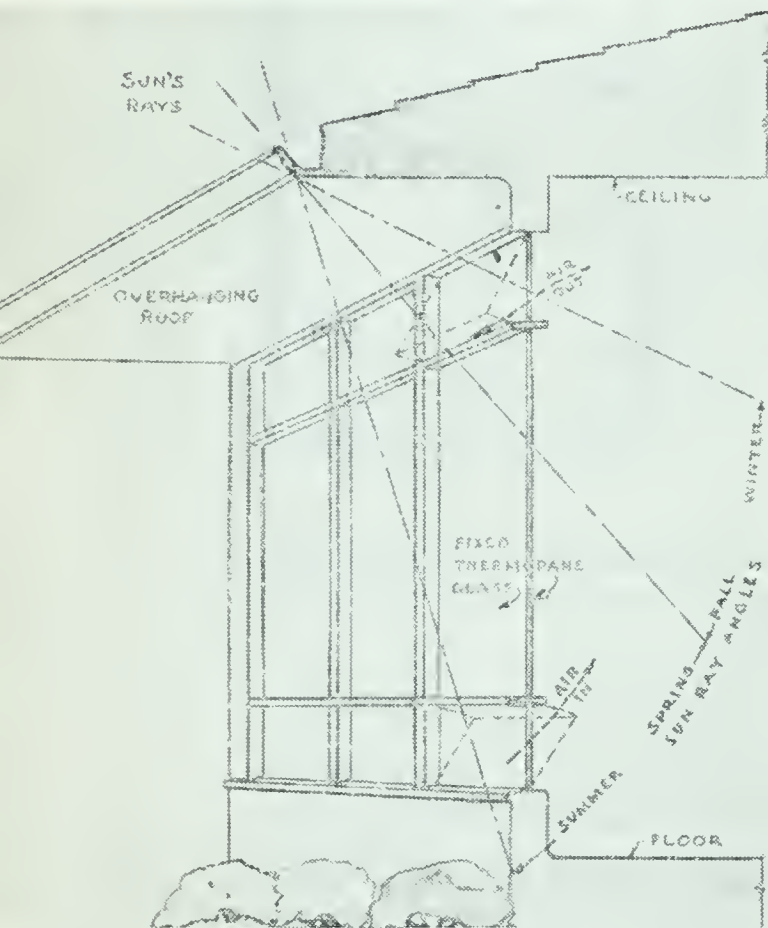 SUN'S
RAYS
CEILING
AIR
OUT
OVERHANGING
ROOF
WINTER
FIXED
THERMOPANE
GLASS
SPRING - FALL
SUN RAY ANGLES
AIR
IN
SUMMER
FLOOR